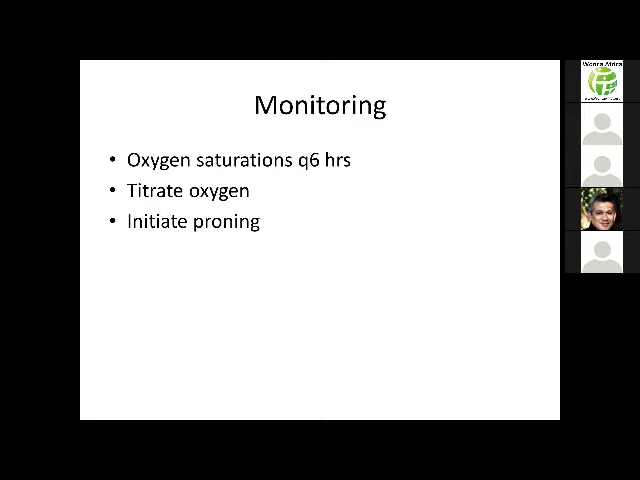 Monitoring
• Oxygen saturations q6 hrs
• Titrate oxygen
• Initiate proning